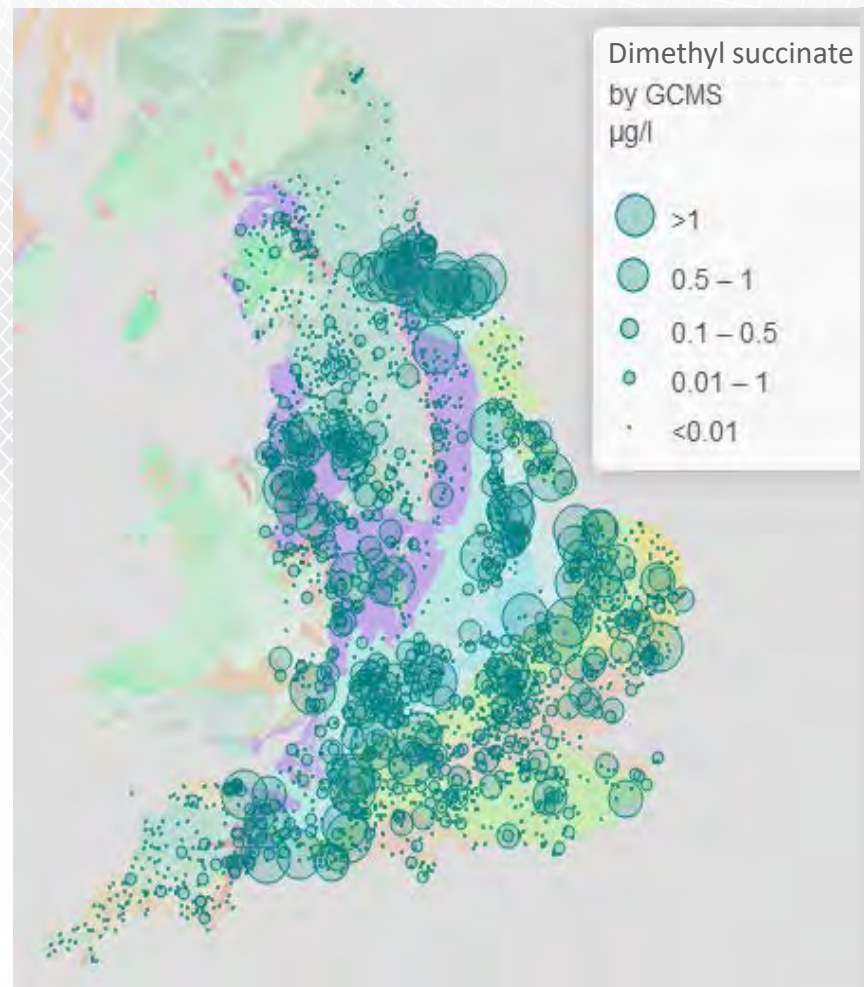 Dimethyl succinate
by GCMS
µg/l
>1
0.5 – 1
0.1 – 0.5
0.01 – 1
<0.01